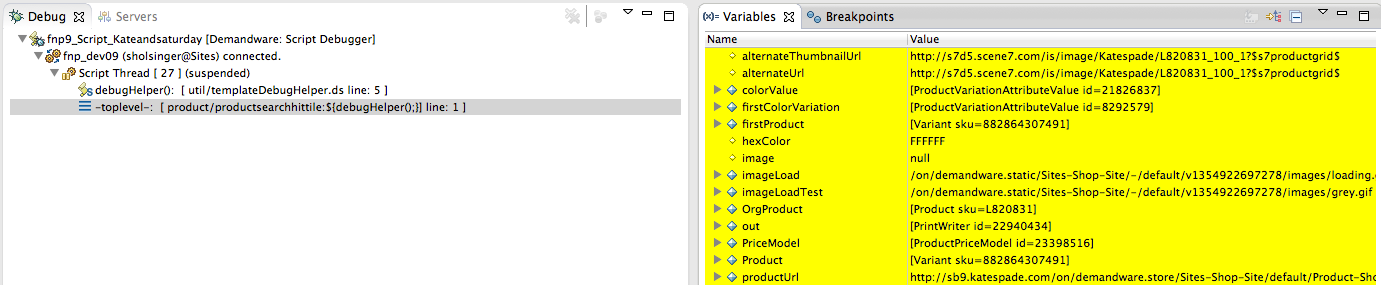 Debug Servers
fnp9_Script_Kateandsaturday [Demandware: Script Debugger]
fnp_dev09 (sholsinger@Sites) connected.
Script Thread [ 27 ] (suspended)
debugHelper(): [ util/templateDebugHelper.ds line: 5 ]
-toplevel-: [ product/productsearchhittile:${debugHelper();}] line: 1 ]
(x)= Variables Breakpoints
Name Value
alternateThumbnailUrl http://s7d5.scene7.com/is/image/Katespade/L820831_100_1?$s7productgrid$
alternateUrl http://s7d5.scene7.com/is/image/Katespade/L820831_100_1?$s7productgrid$
colorValue [ProductVariationAttributeValue id=21826837]
firstColorVariation [ProductVariationAttributeValue id=8292579]
firstProduct [Variant sku=882864307491]
hexColor FFFFFF
image null
imageLoad /on/demandware.static/Sites-Shop-Site/-/default/v1354922697278/images/loading.
imageLoadTest /on/demandware.static/Sites-Shop-Site/-/default/v1354922697278/images/grey.gif
OrgProduct [Product sku=L820831]
out [PrintWriter id=22940434]
PriceModel [ProductPriceModel id=23398516]
Product [Variant sku=882864307491]
productUrl http://sb9.katespade.com/on/demandware.store/Sites-Shop-Site/default/Product-Sh